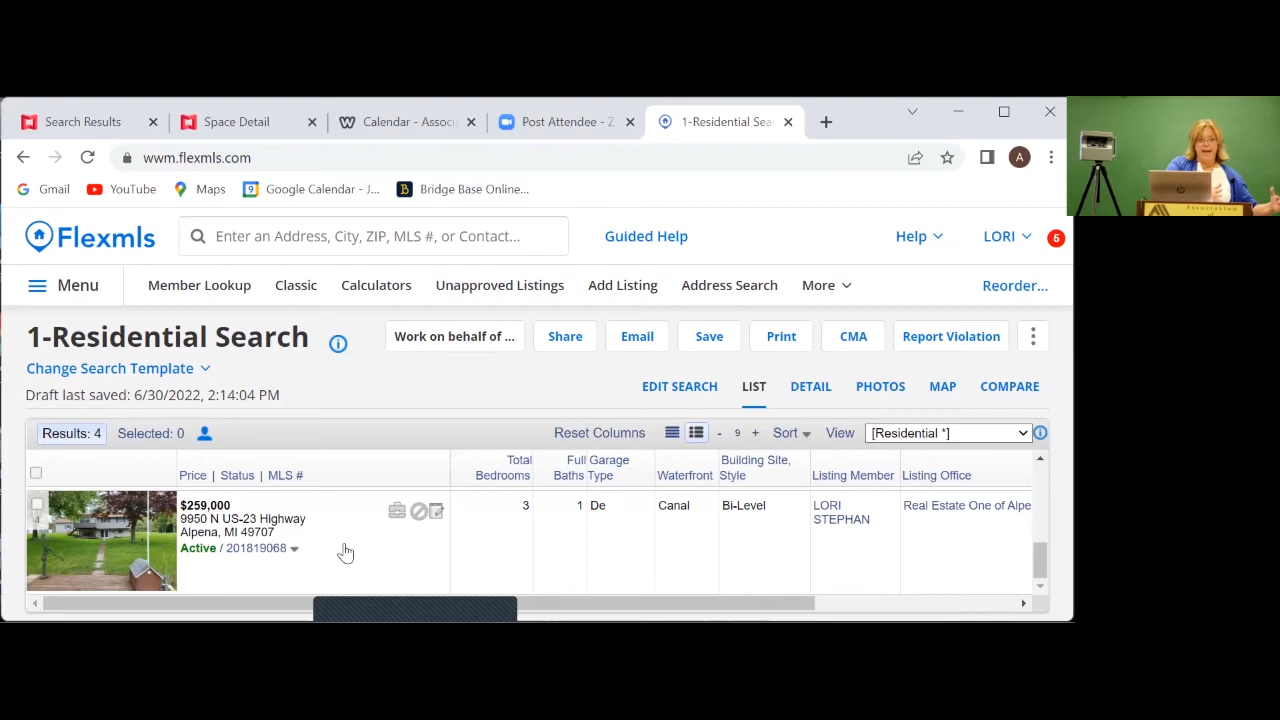 Search Results
Space Detail
Calendar - Associ
Post Attendee - Z
1-Residential Sea
www.flexmls.com
A
Gmail
YouTube
Maps
Google Calendar - J...
Bridge Base Online...
Flexmls
Enter an Address, City, ZIP, MLS #, or Contact...
Guided Help
Help
LORI
5
Menu
Member Lookup
Classic
Calculators
Unapproved Listings
Add Listing
Address Search
More
Reorder...
1-Residential Search
Work on behalf of ...
Share
Email
Save
Print
CMA
Report Violation
Change Search Template
Draft last saved: 6/30/2022, 2:14:04 PM
EDIT SEARCH
LIST
DETAIL
PHOTOS
MAP
COMPARE
Results: 4
Selected: 0
Reset Columns
- 9 +
Sort
View
[Residential *]
Price | Status | MLS #
Total Bedrooms
Full Baths
Garage Type
Waterfront
Building Site, Style
Listing Member
Listing Office
4
$259,000
9950 N US-23 Highway
Alpena, MI 49707
Active / 201819068
3
1
De
Canal
Bi-Level
LORI STEPHAN
Real Estate One of Alpe
Association